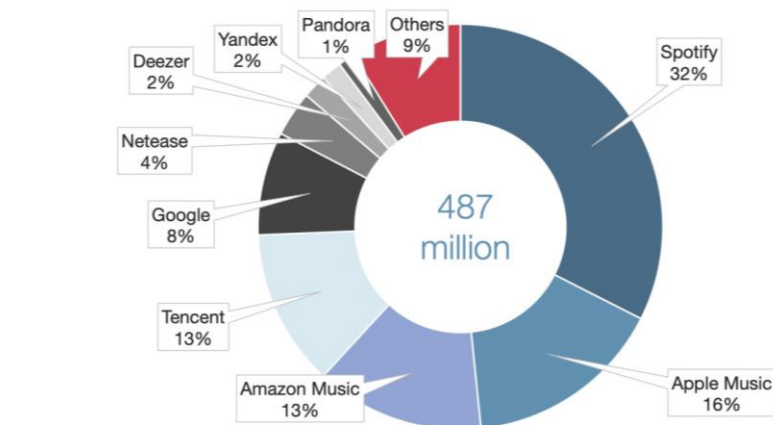 Pandora
1%
Others
9%
Yandex
2%
Spotify
32%
Deezer
2%
Netease
4%
487
million
Google
8%
Tencent
13%
Amazon Music
13%
Apple Music
16%